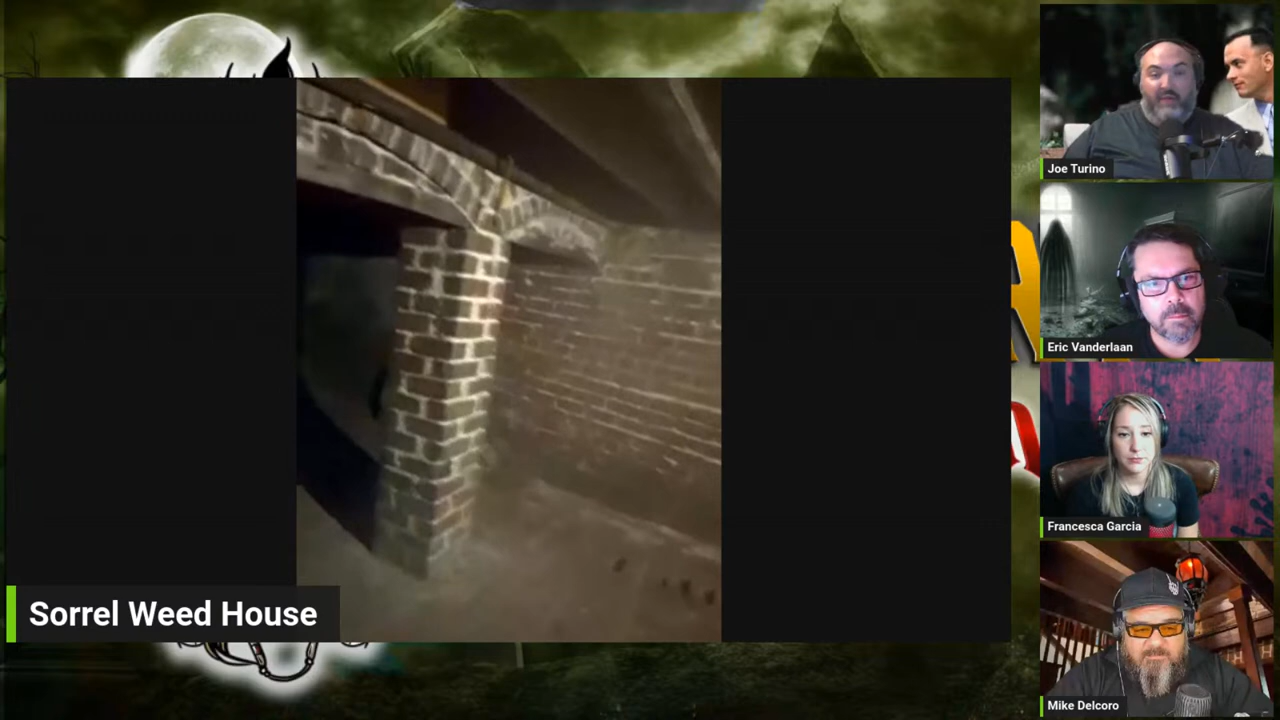 Sorrel Weed House
Joe Turino
Eric Vanderlaan
Francesca Garcia
Mike Delcoro